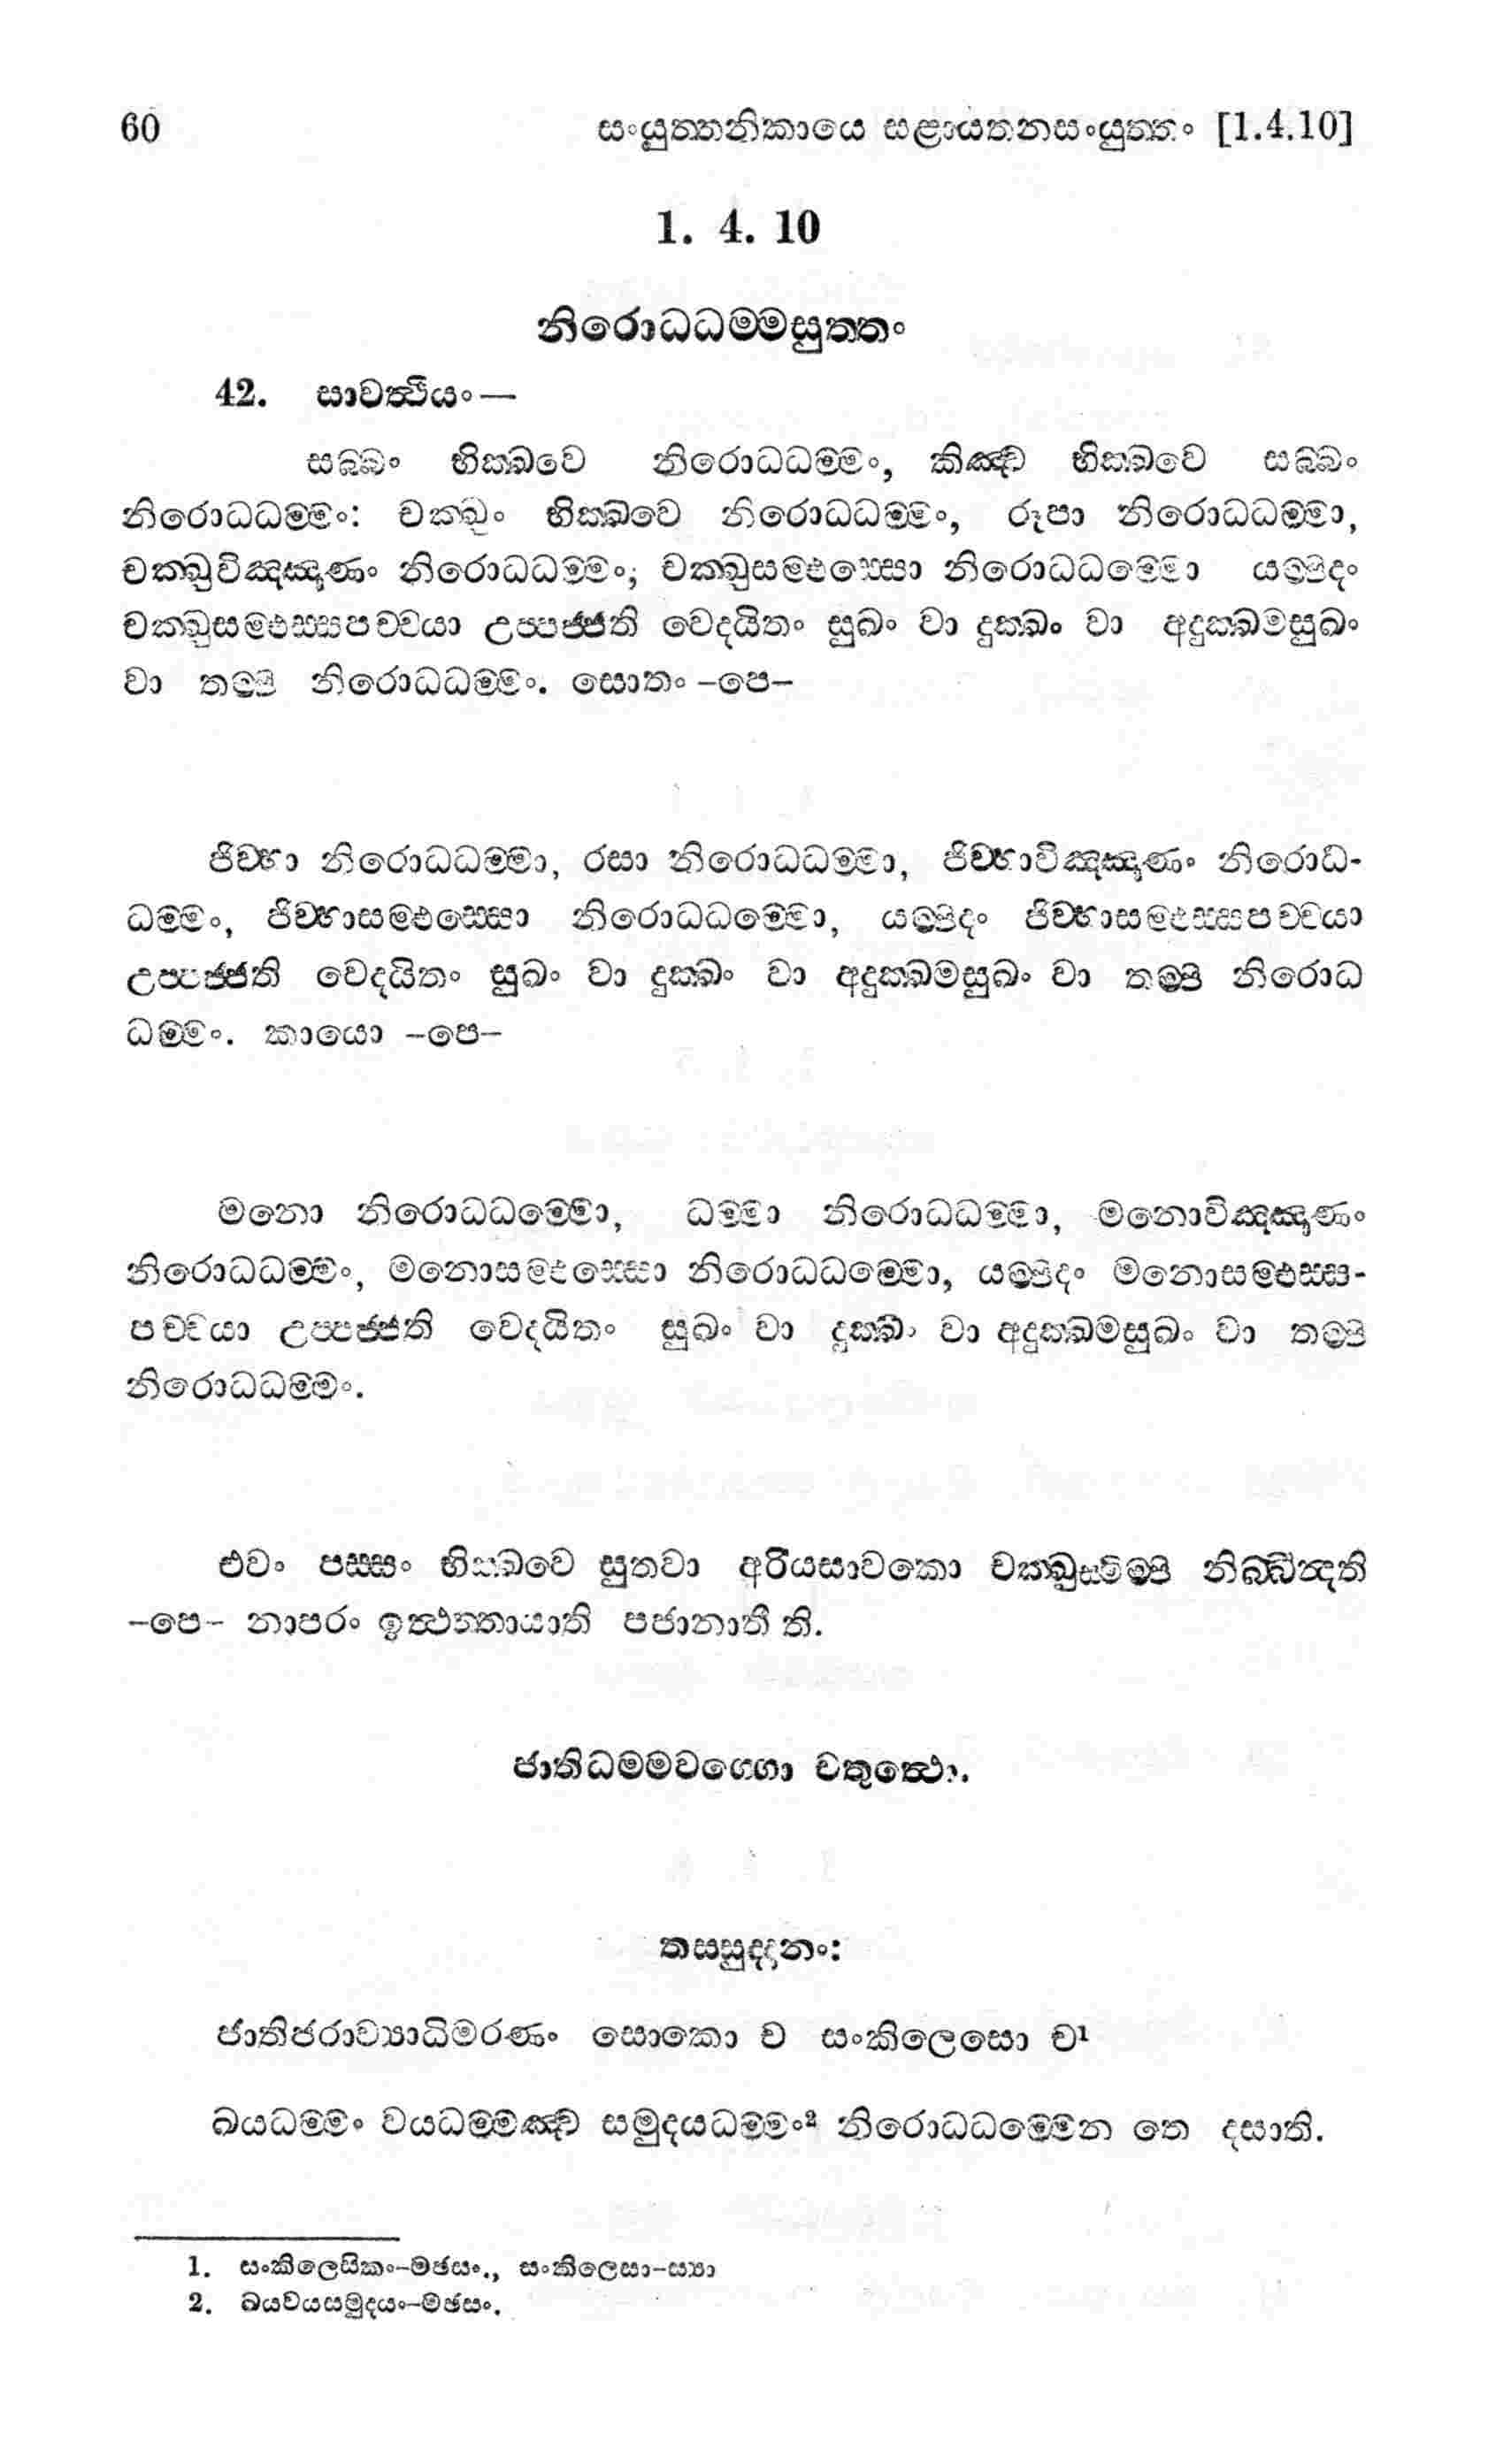 60 සංයුත්තනිකායෙ සළායතනසංයුත්තං [1.4.10]
1. 4. 10
නිරොධධම්මසුත්තං
42. සාවත්ථියං—
සබ්බං භික්ඛවෙ නිරොධධම්මං, කිඤ්ච භික්ඛවෙ සබ්බං
නිරොධධම්මං: චක්ඛුං භික්ඛවෙ නිරොධධම්මං, රූපා නිරොධධම්මා,
චක්ඛුවිඤ්ඤාණං නිරොධධම්මං; චක්ඛුසම්ඵස්සො නිරොධධම්මො යම්පිදං
චක්ඛුසම්ඵස්සපච්චයා උප්පජ්ජති වෙදයිතං සුඛං වා දුක්ඛං වා අදුක්ඛමසුඛං
වා තම්පි නිරොධධම්මං. සොතං –පෙ–
ජිව්හා නිරොධධම්මා, රසා නිරොධධම්මා, ජිව්හාවිඤ්ඤාණං නිරොධ-
ධම්මං, ජිව්හාසම්ඵස්සො නිරොධධම්මො, යම්පිදං ජිව්හාසම්ඵස්සපච්චයා
උප්පජ්ජති වෙදයිතං සුඛං වා දුක්ඛං වා අදුක්ඛමසුඛං වා තම්පි නිරොධ
ධම්මං. කායො –පෙ–
මනො නිරොධධම්මො, ධම්මා නිරොධධම්මා, මනොවිඤ්ඤාණං
නිරොධධම්මං, මනොසම්ඵස්සො නිරොධධම්මො, යම්පිදං මනොසම්ඵස්ස-
පච්චයා උප්පජ්ජති වෙදයිතං සුඛං වා දුක්ඛං වා අදුක්ඛමසුඛං වා තම්පි
නිරොධධම්මං.
එවං පස්සං භික්ඛවෙ සුතවා අරියසාවකො චක්ඛුස්මිම්පි නිබ්බින්දති
–පෙ– නාපරං ඉත්ථත්තායාති පජානාතී ති.
ජාතිධම්මවග්ගො චතුත්ථො.
තස්සුද්දානං:
ජාතිජරාව්‍යාධිමරණං සොකො ච සංකිලෙසො ච¹
ඛයධම්මං වයධම්මඤ්ච සමුදයධම්මං² නිරොධධම්මෙන තෙ දසාති.
1. සංකිලෙසිකං–මඡසං., සංකිලෙසා–ස්‍යා
2. ඛයවයසමුදයං–මඡසං.